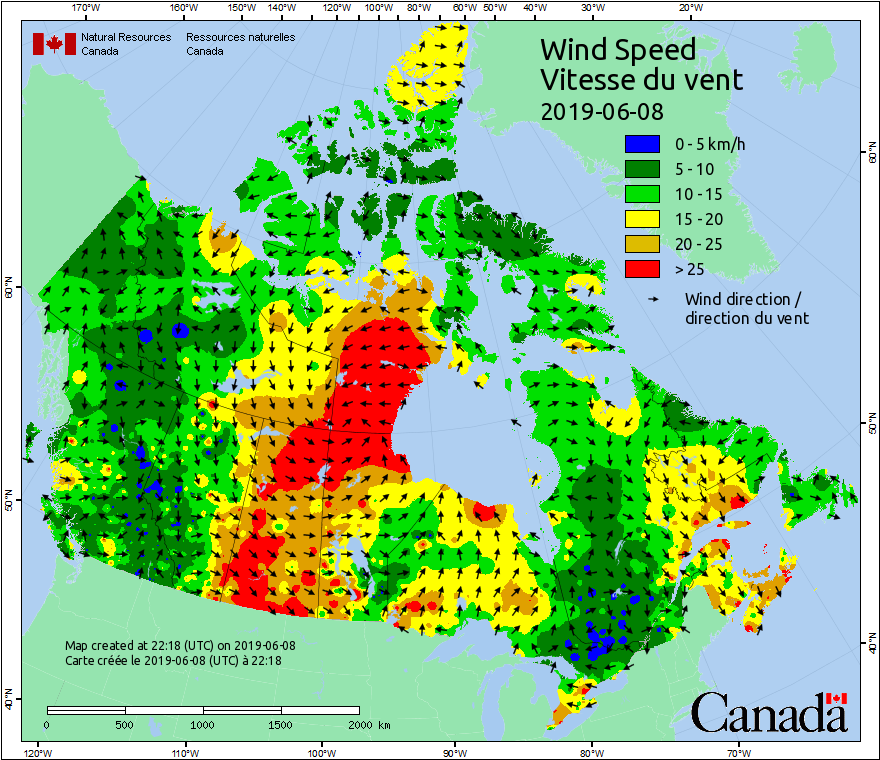 170°W 160°W 150°W 140°W 130°W 120°W 110°W 100°W 90°W 80°W 70°W 60°W 50°W 40°W 30°W 20°W
Natural Resources Ressources naturelles
Canada Canada
Wind Speed
Vitesse du vent
2019-06-08
0 - 5 km/h
5 - 10
10 - 15
15 - 20
20 - 25
> 25
Wind direction /
direction du vent
60°N
60°N
50°N
50°N
40°N
40°N
Map created at 22:18 (UTC) on 2019-06-08
Carte créée le 2019-06-08 (UTC) à 22:18
0 500 1000 1500 2000 km
Canada
120°W 110°W 100°W 90°W 80°W 70°W